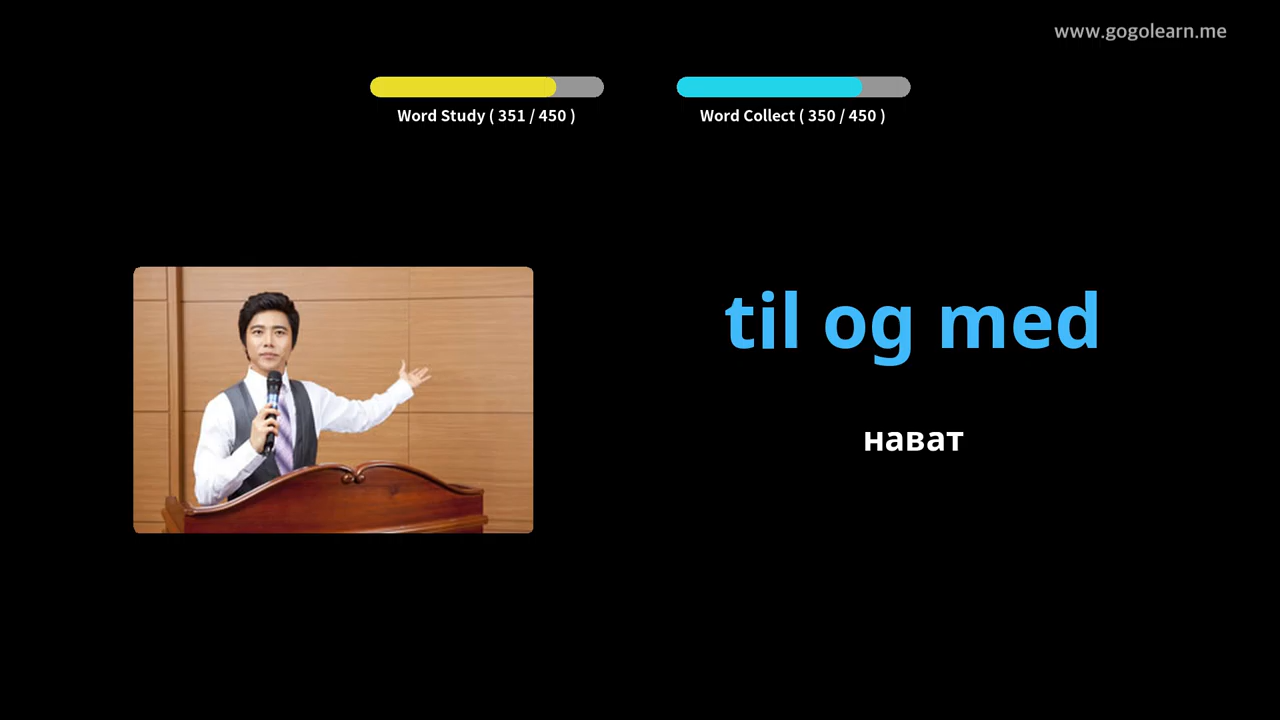 www.gogolearn.me
Word Study ( 351 / 450 )
Word Collect ( 350 / 450 )
til og med
нават